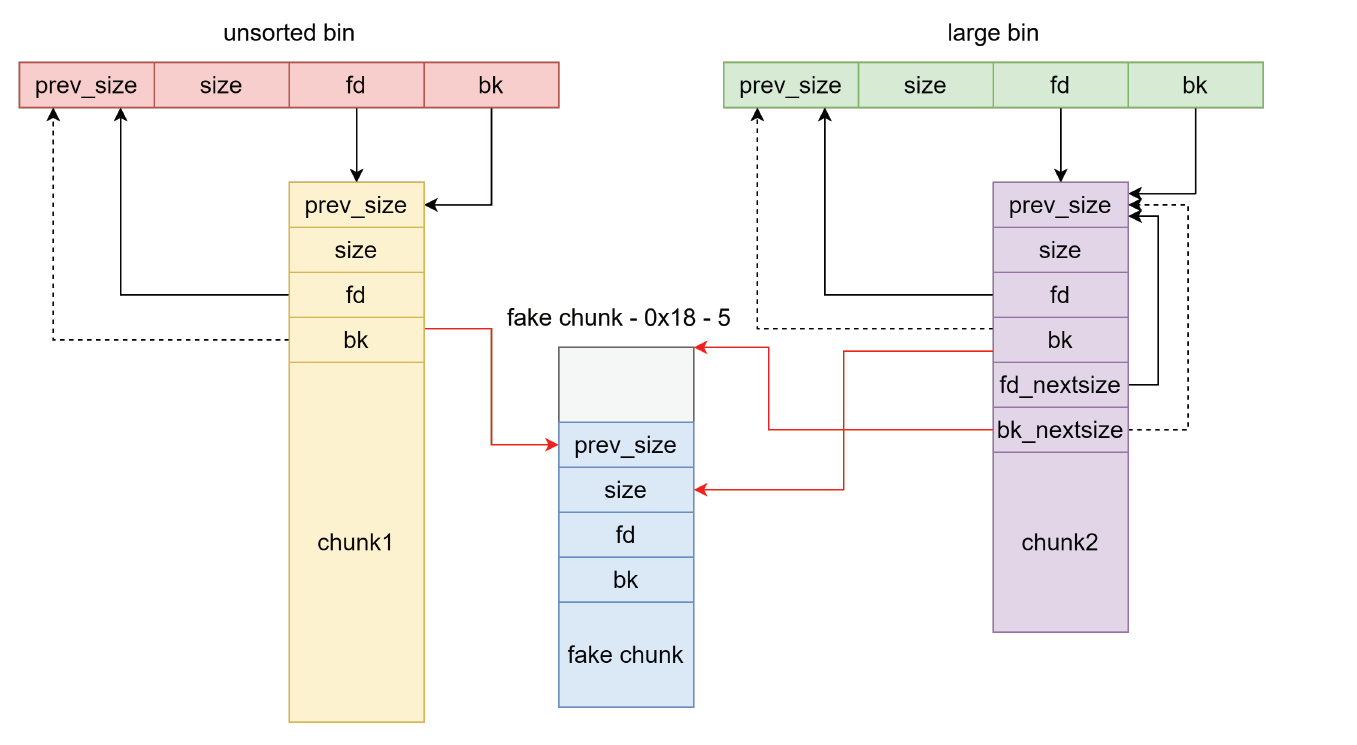 unsorted bin
large bin
prev_size size fd bk
prev_size size fd bk
prev_size
size
fd
bk
chunk1
fake chunk - 0x18 - 5
prev_size
size
fd
bk
fake chunk
prev_size
size
fd
bk
fd_nextsize
bk_nextsize
chunk2